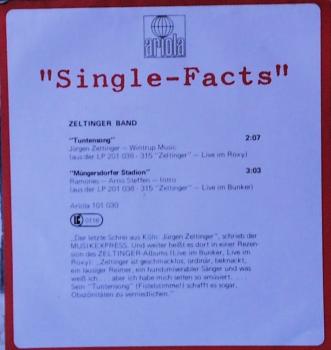 ariola
"Single-Facts"
ZELTINGER BAND
"Tuntensong" 2:07
Jürgen Zeltinger — Wintrup Music
(aus der LP 201 038 - 315 "Zeltinger" — Live im Roxy)
"Müngersdorfer Stadion" 3:03
Ramones — Arno Steffen — Intro
(aus der LP 201 038 - 315 "Zeltinger" — Live im Bunker)
Ariola 101 030
„Der letzte Schrei aus Köln: Jürgen Zeltinger", schrieb der
MUSIKEXPRESS. Und weiter heißt es dort in einer Rezen-
sion des ZELTINGER-Albums (Live im Bunker, Live im
Roxy): „Zeltinger ist geschmacklos, ordinär, beknackt,
ein lausiger Reimer, ein hundsmiserabler Sänger und was
weiß ich . . . aber ich habe mich selten so amüsiert. . .
Sein "Tuntensong" (Fistelstimme!) schafft es sogar,
Obszönitäten zu verniedlichen."